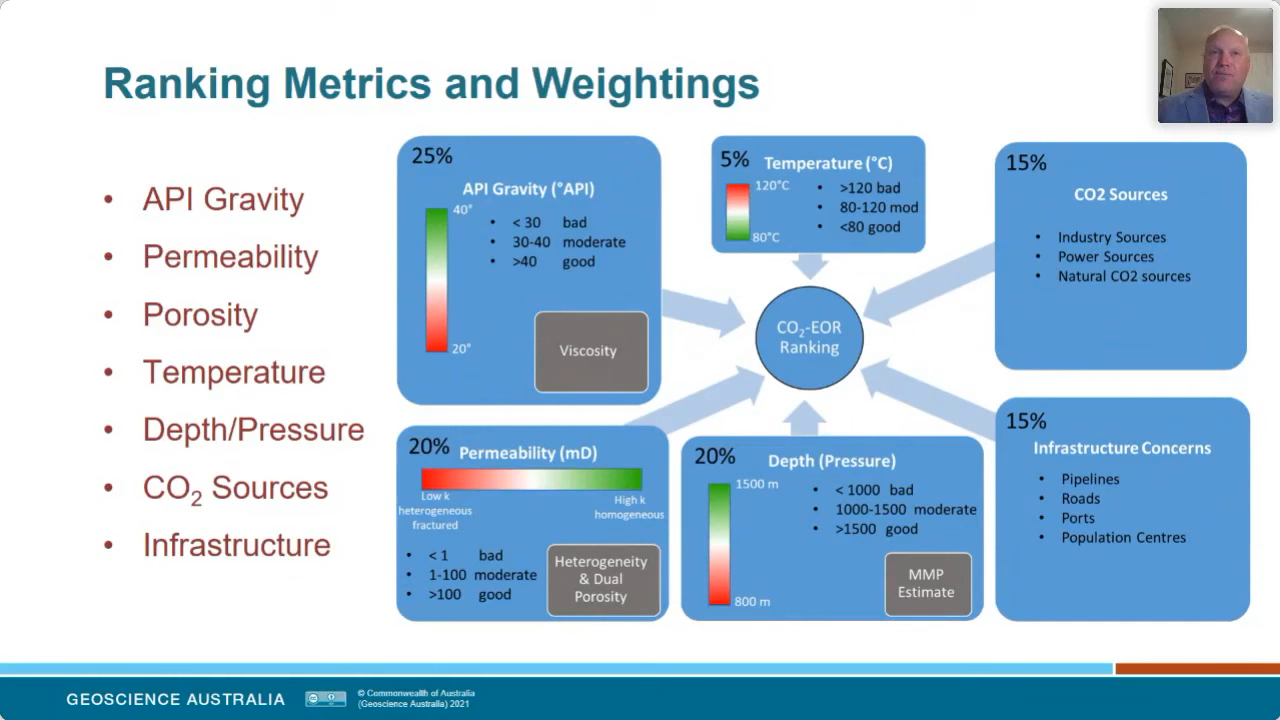 Ranking Metrics and Weightings
• API Gravity
• Permeability
• Porosity
• Temperature
• Depth/Pressure
• CO2 Sources
• Infrastructure
25%
API Gravity (°API)
40°
20°
• < 30 bad
• 30-40 moderate
• >40 good
Viscosity
5%
Temperature (°C)
120°C
80°C
• >120 bad
• 80-120 mod
• <80 good
15%
CO2 Sources
• Industry Sources
• Power Sources
• Natural CO2 sources
CO2-EOR
Ranking
20%
Permeability (mD)
Low k
heterogeneous
fractured
High k
homogeneous
• < 1 bad
• 1-100 moderate
• >100 good
Heterogeneity
& Dual
Porosity
20%
Depth (Pressure)
1500 m
800 m
• < 1000 bad
• 1000-1500 moderate
• >1500 good
MMP
Estimate
15%
Infrastructure Concerns
• Pipelines
• Roads
• Ports
• Population Centres
GEOSCIENCE AUSTRALIA
© Commonwealth of Australia
(Geoscience Australia) 2021